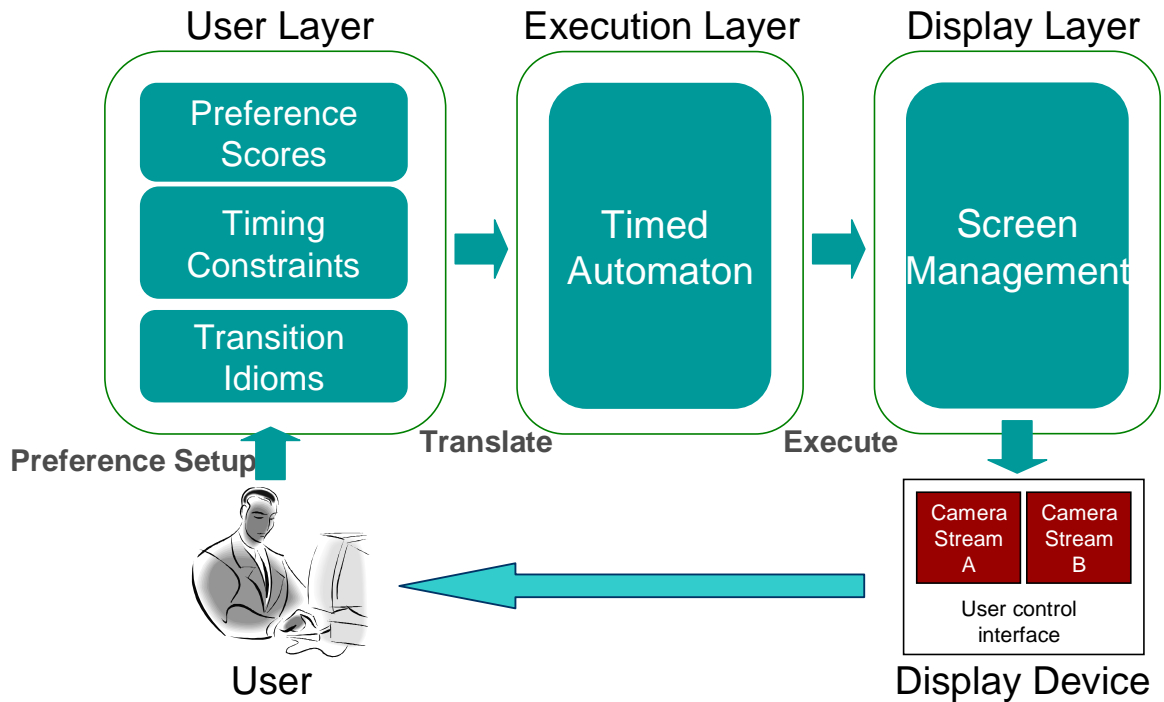 User Layer
Execution Layer
Display Layer
Preference
Scores
Timing
Constraints
Transition
Idioms
Timed
Automaton
Screen
Management
Preference Setup
Translate
Execute
Camera
Stream
A
Camera
Stream
B
User control
interface
User
Display Device